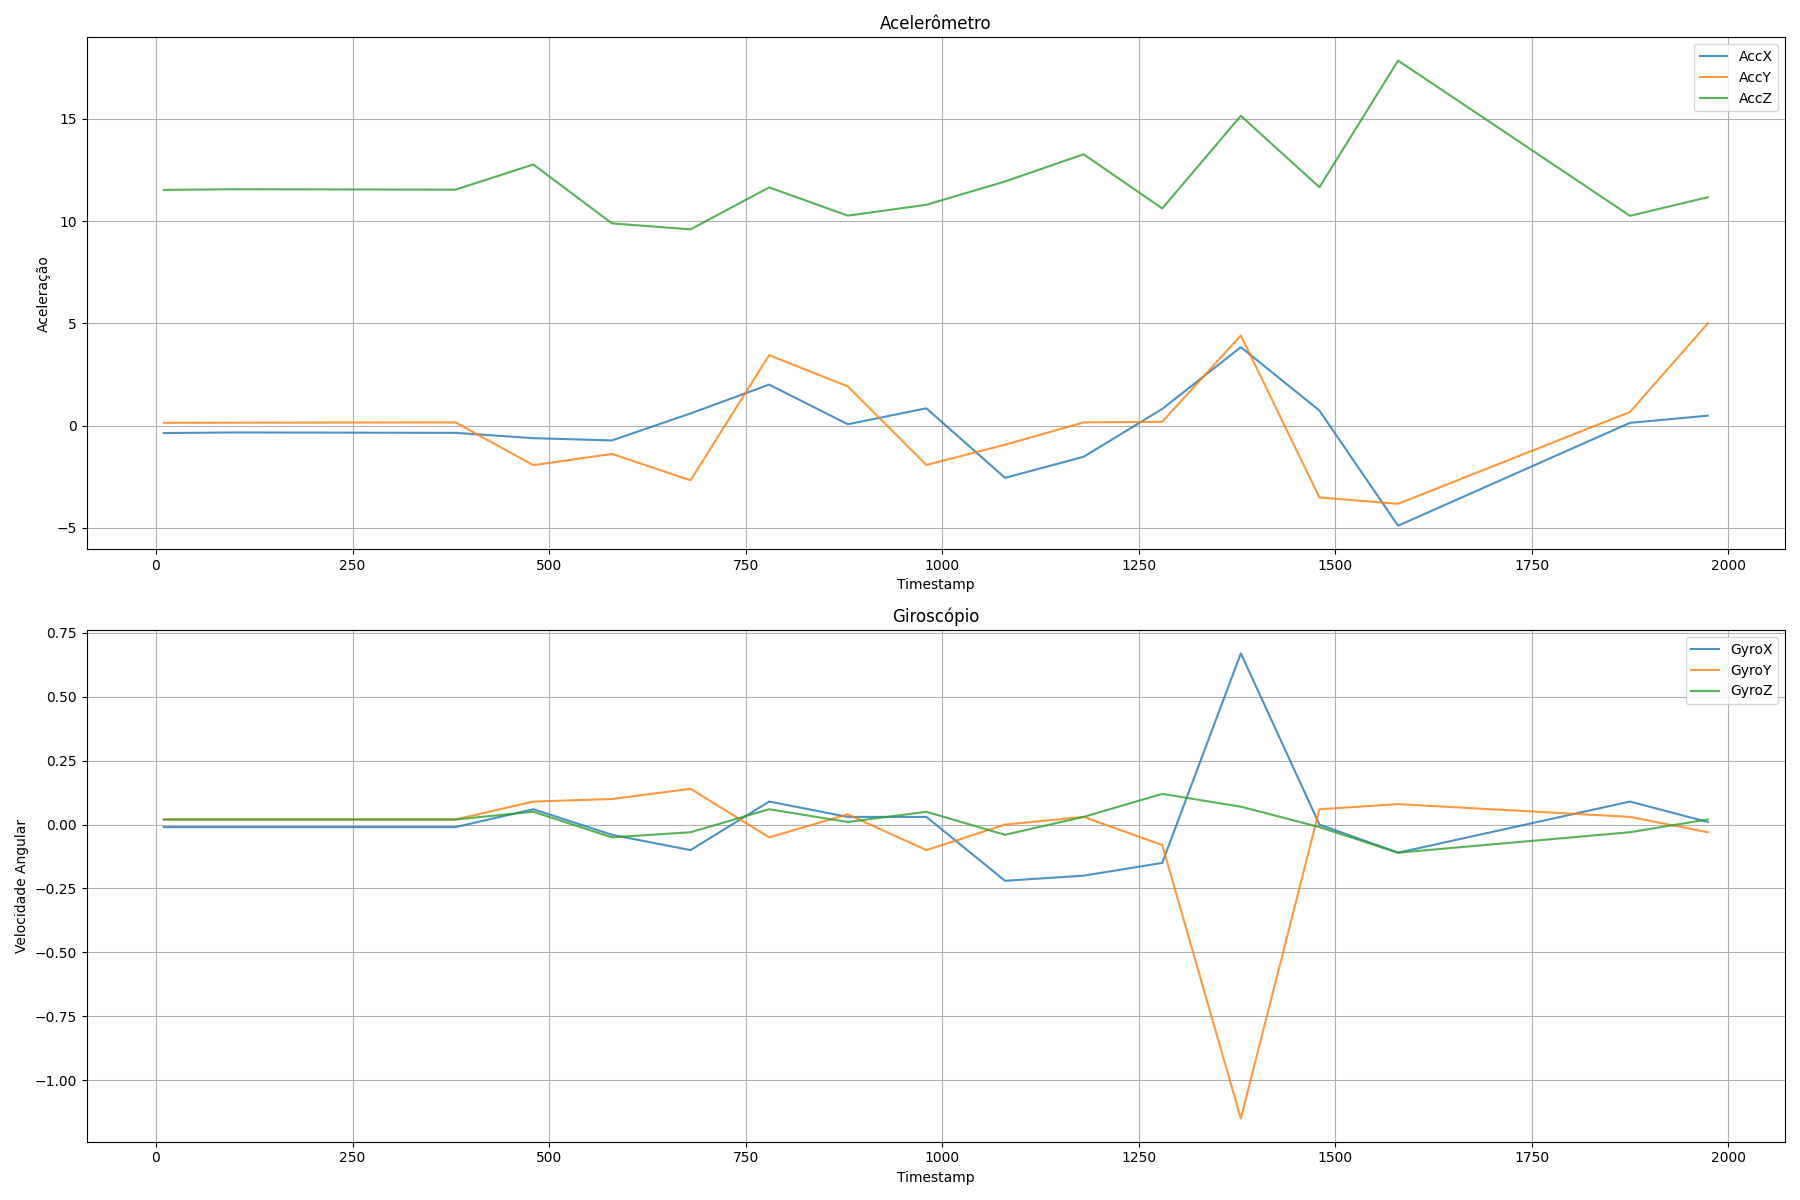 Acelerômetro
AccX
AccY
AccZ
15
10
5
0
−5
Aceleração
0 250 500 750 1000 1250 1500 1750 2000
Timestamp
Giroscópio
GyroX
GyroY
GyroZ
0.75
0.50
0.25
0.00
−0.25
−0.50
−0.75
−1.00
Velocidade Angular
0 250 500 750 1000 1250 1500 1750 2000
Timestamp